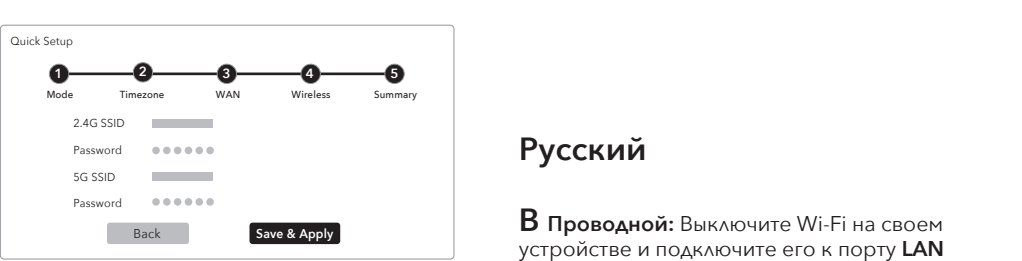 Quick Setup
1 2 3 4 5
Mode Timezone WAN Wireless Summary
2.4G SSID
Password
5G SSID
Password
Back Save & Apply
Русский
B Проводной: Выключите Wi-Fi на своем
устройстве и подключите его к порту LAN